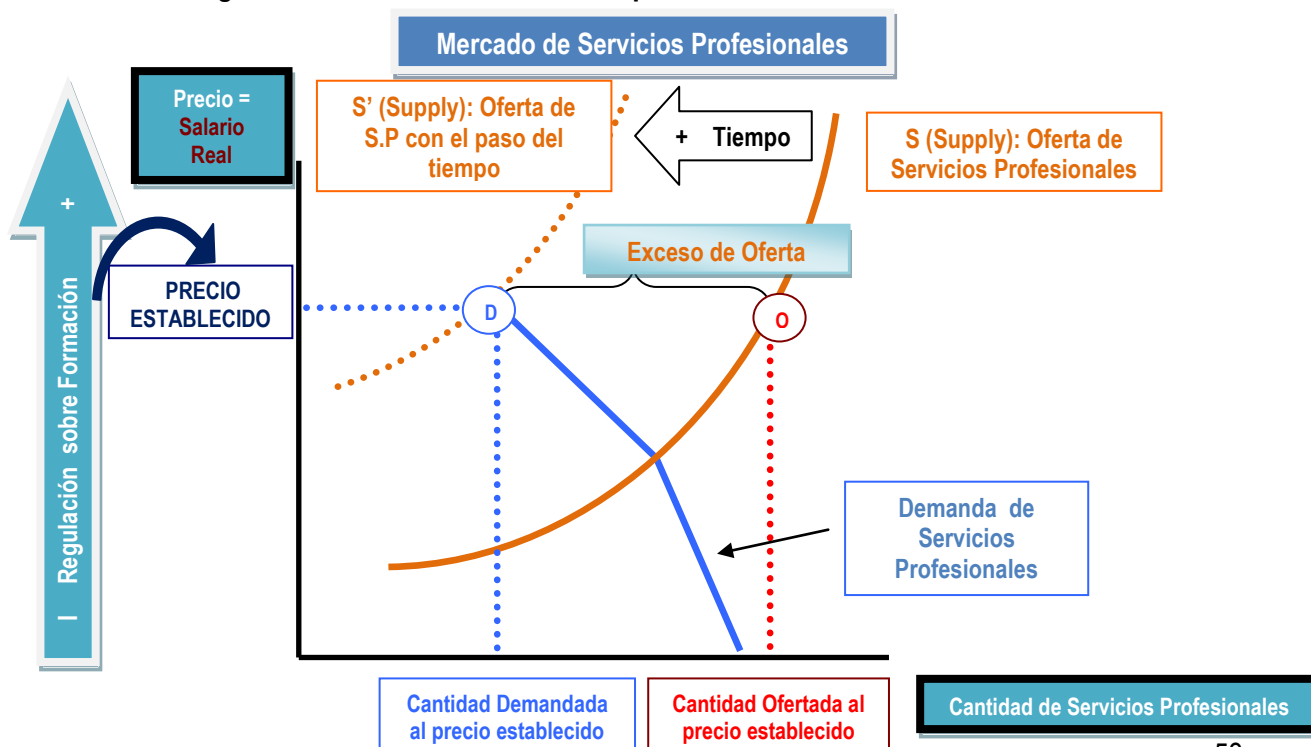 Mercado de Servicios Profesionales
Precio =
Salario
Real
S’ (Supply): Oferta de
S.P con el paso del
tiempo
+ Tiempo
S (Supply): Oferta de
Servicios Profesionales
I Regulación sobre Formación +
Exceso de Oferta
PRECIO
ESTABLECIDO
D
O
Demanda de
Servicios
Profesionales
Cantidad Demandada
al precio establecido
Cantidad Ofertada al
precio establecido
Cantidad de Servicios Profesionales